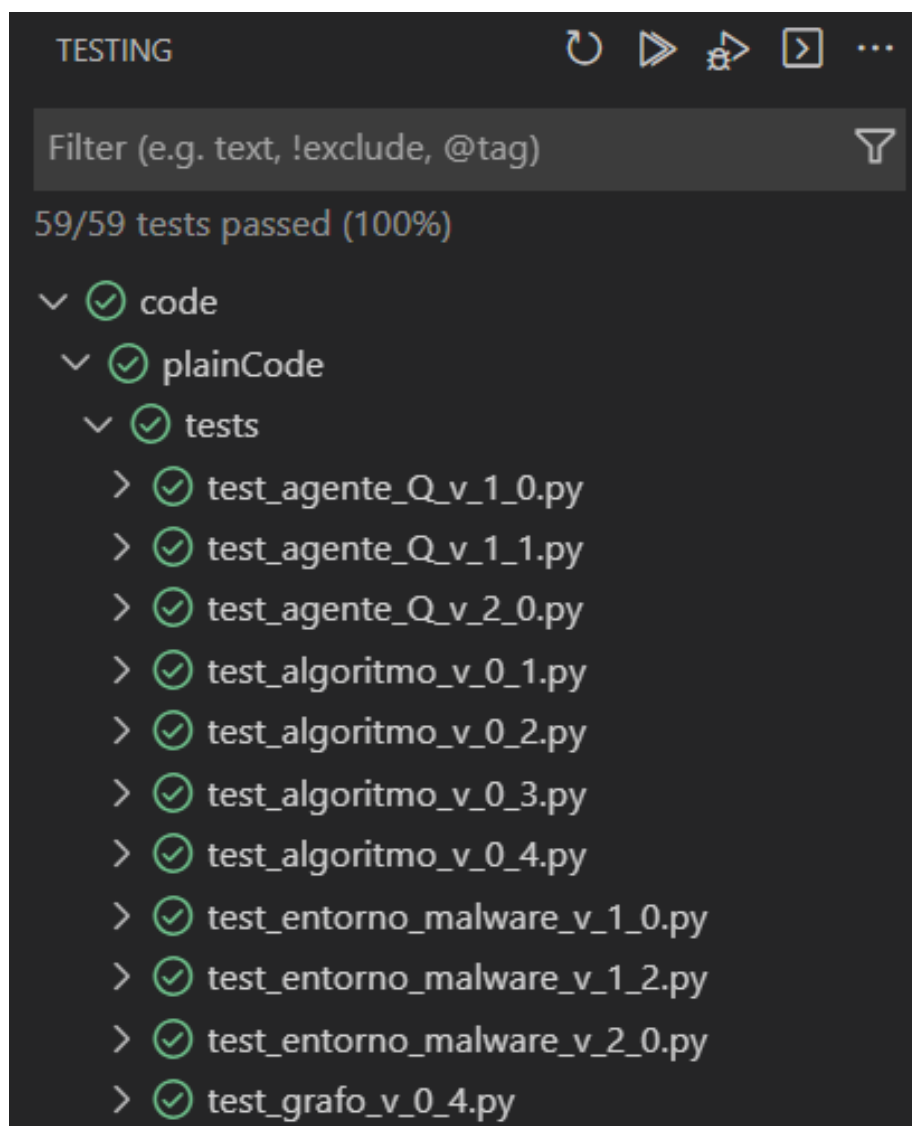 TESTING
Filter (e.g. text, !exclude, @tag)
59/59 tests passed (100%)
code
plainCode
tests
test_agente_Q_v_1_0.py
test_agente_Q_v_1_1.py
test_agente_Q_v_2_0.py
test_algoritmo_v_0_1.py
test_algoritmo_v_0_2.py
test_algoritmo_v_0_3.py
test_algoritmo_v_0_4.py
test_entorno_malware_v_1_0.py
test_entorno_malware_v_1_2.py
test_entorno_malware_v_2_0.py
test_grafo_v_0_4.py